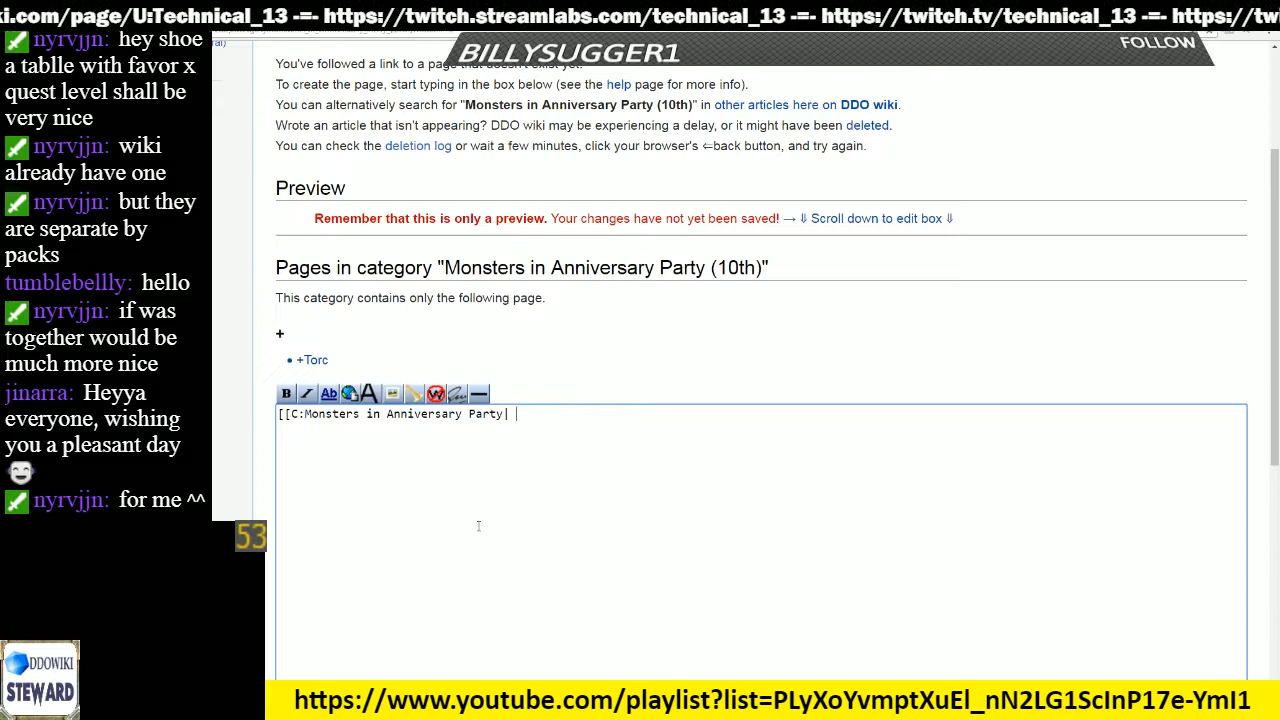 ki.com/page/U:Technical_13 -=- https://twitch.streamlabs.com/technical_13 -=- https://twitch.tv/technical_13 -=- https://tw
nyrvjjn: hey shoe
a tablle with favor x
quest level shall be
very nice
nyrvjjn: wiki
already have one
nyrvjjn: but they
are separate by
packs
tumblebellly: hello
nyrvjjn: if was
together would be
much more nice
jinarra: Heyya
everyone, wishing
you a pleasant day
nyrvjjn: for me ^^
53
DDOWIKI
STEWARD
BILLYSUGGER1
FOLLOW
You've followed a link to a page that doesn't exist yet.
To create the page, start typing in the box below (see the help page for more info).
You can alternatively search for "Monsters in Anniversary Party (10th)" in other articles here on DDO wiki.
Wrote an article that isn't appearing? DDO wiki may be experiencing a delay, or it might have been deleted.
You can check the deletion log or wait a few minutes, click your browser's ⇐back button, and try again.
Preview
Remember that this is only a preview. Your changes have not yet been saved! → ⇓ Scroll down to edit box ⇓
Pages in category "Monsters in Anniversary Party (10th)"
This category contains only the following page.
+
• +Torc
B I Ab A W
[[C:Monsters in Anniversary Party|
https://www.youtube.com/playlist?list=PLyXoYvmptXuEl_nN2LG1ScInP17e-YmI1